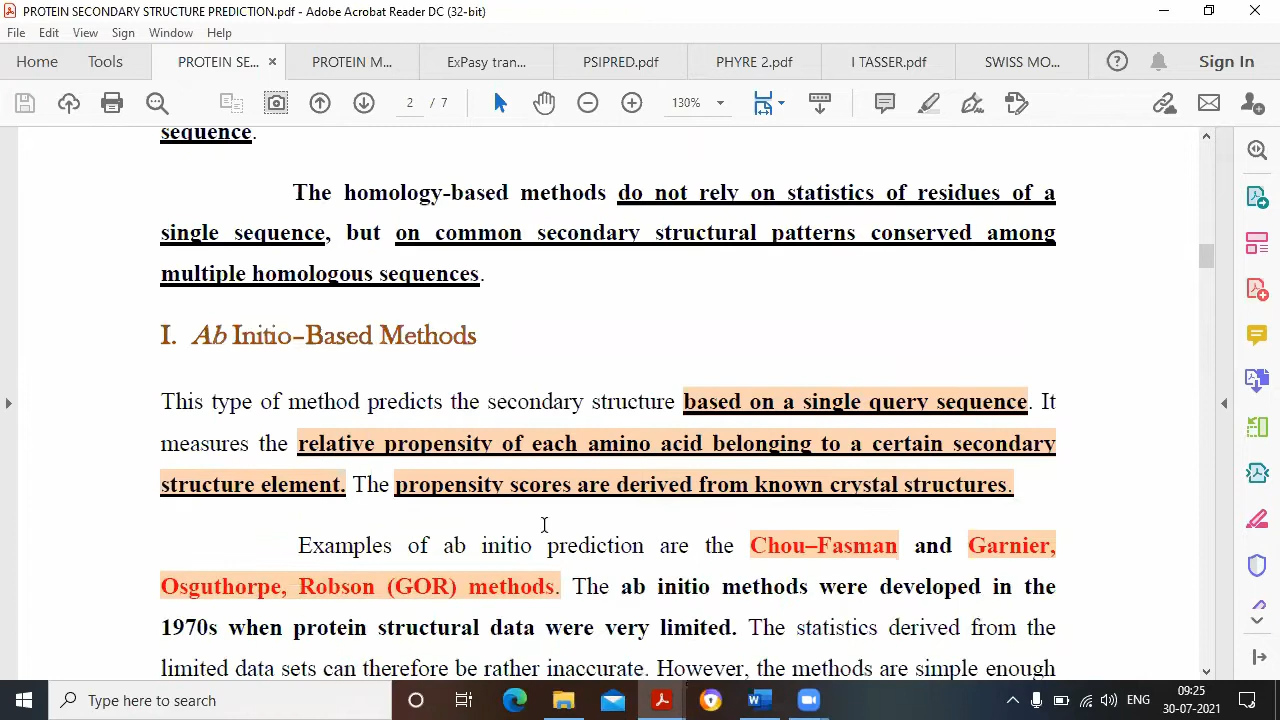 PROTEIN SECONDARY STRUCTURE PREDICTION.pdf - Adobe Acrobat Reader DC (32-bit)
File Edit View Sign Window Help
Home Tools PROTEIN SE... × PROTEIN M... ExPasy tran... PSIPRED.pdf PHYRE 2.pdf I TASSER.pdf SWISS MO... Sign In
2 / 7 130%
sequence.
The homology-based methods do not rely on statistics of residues of a
single sequence, but on common secondary structural patterns conserved among
multiple homologous sequences.
I. Ab Initio–Based Methods
This type of method predicts the secondary structure based on a single query sequence. It
measures the relative propensity of each amino acid belonging to a certain secondary
structure element. The propensity scores are derived from known crystal structures.
Examples of ab initio prediction are the Chou–Fasman and Garnier,
Osguthorpe, Robson (GOR) methods. The ab initio methods were developed in the
1970s when protein structural data were very limited. The statistics derived from the
limited data sets can therefore be rather inaccurate. However, the methods are simple enough
Type here to search
ENG
09:25
30-07-2021